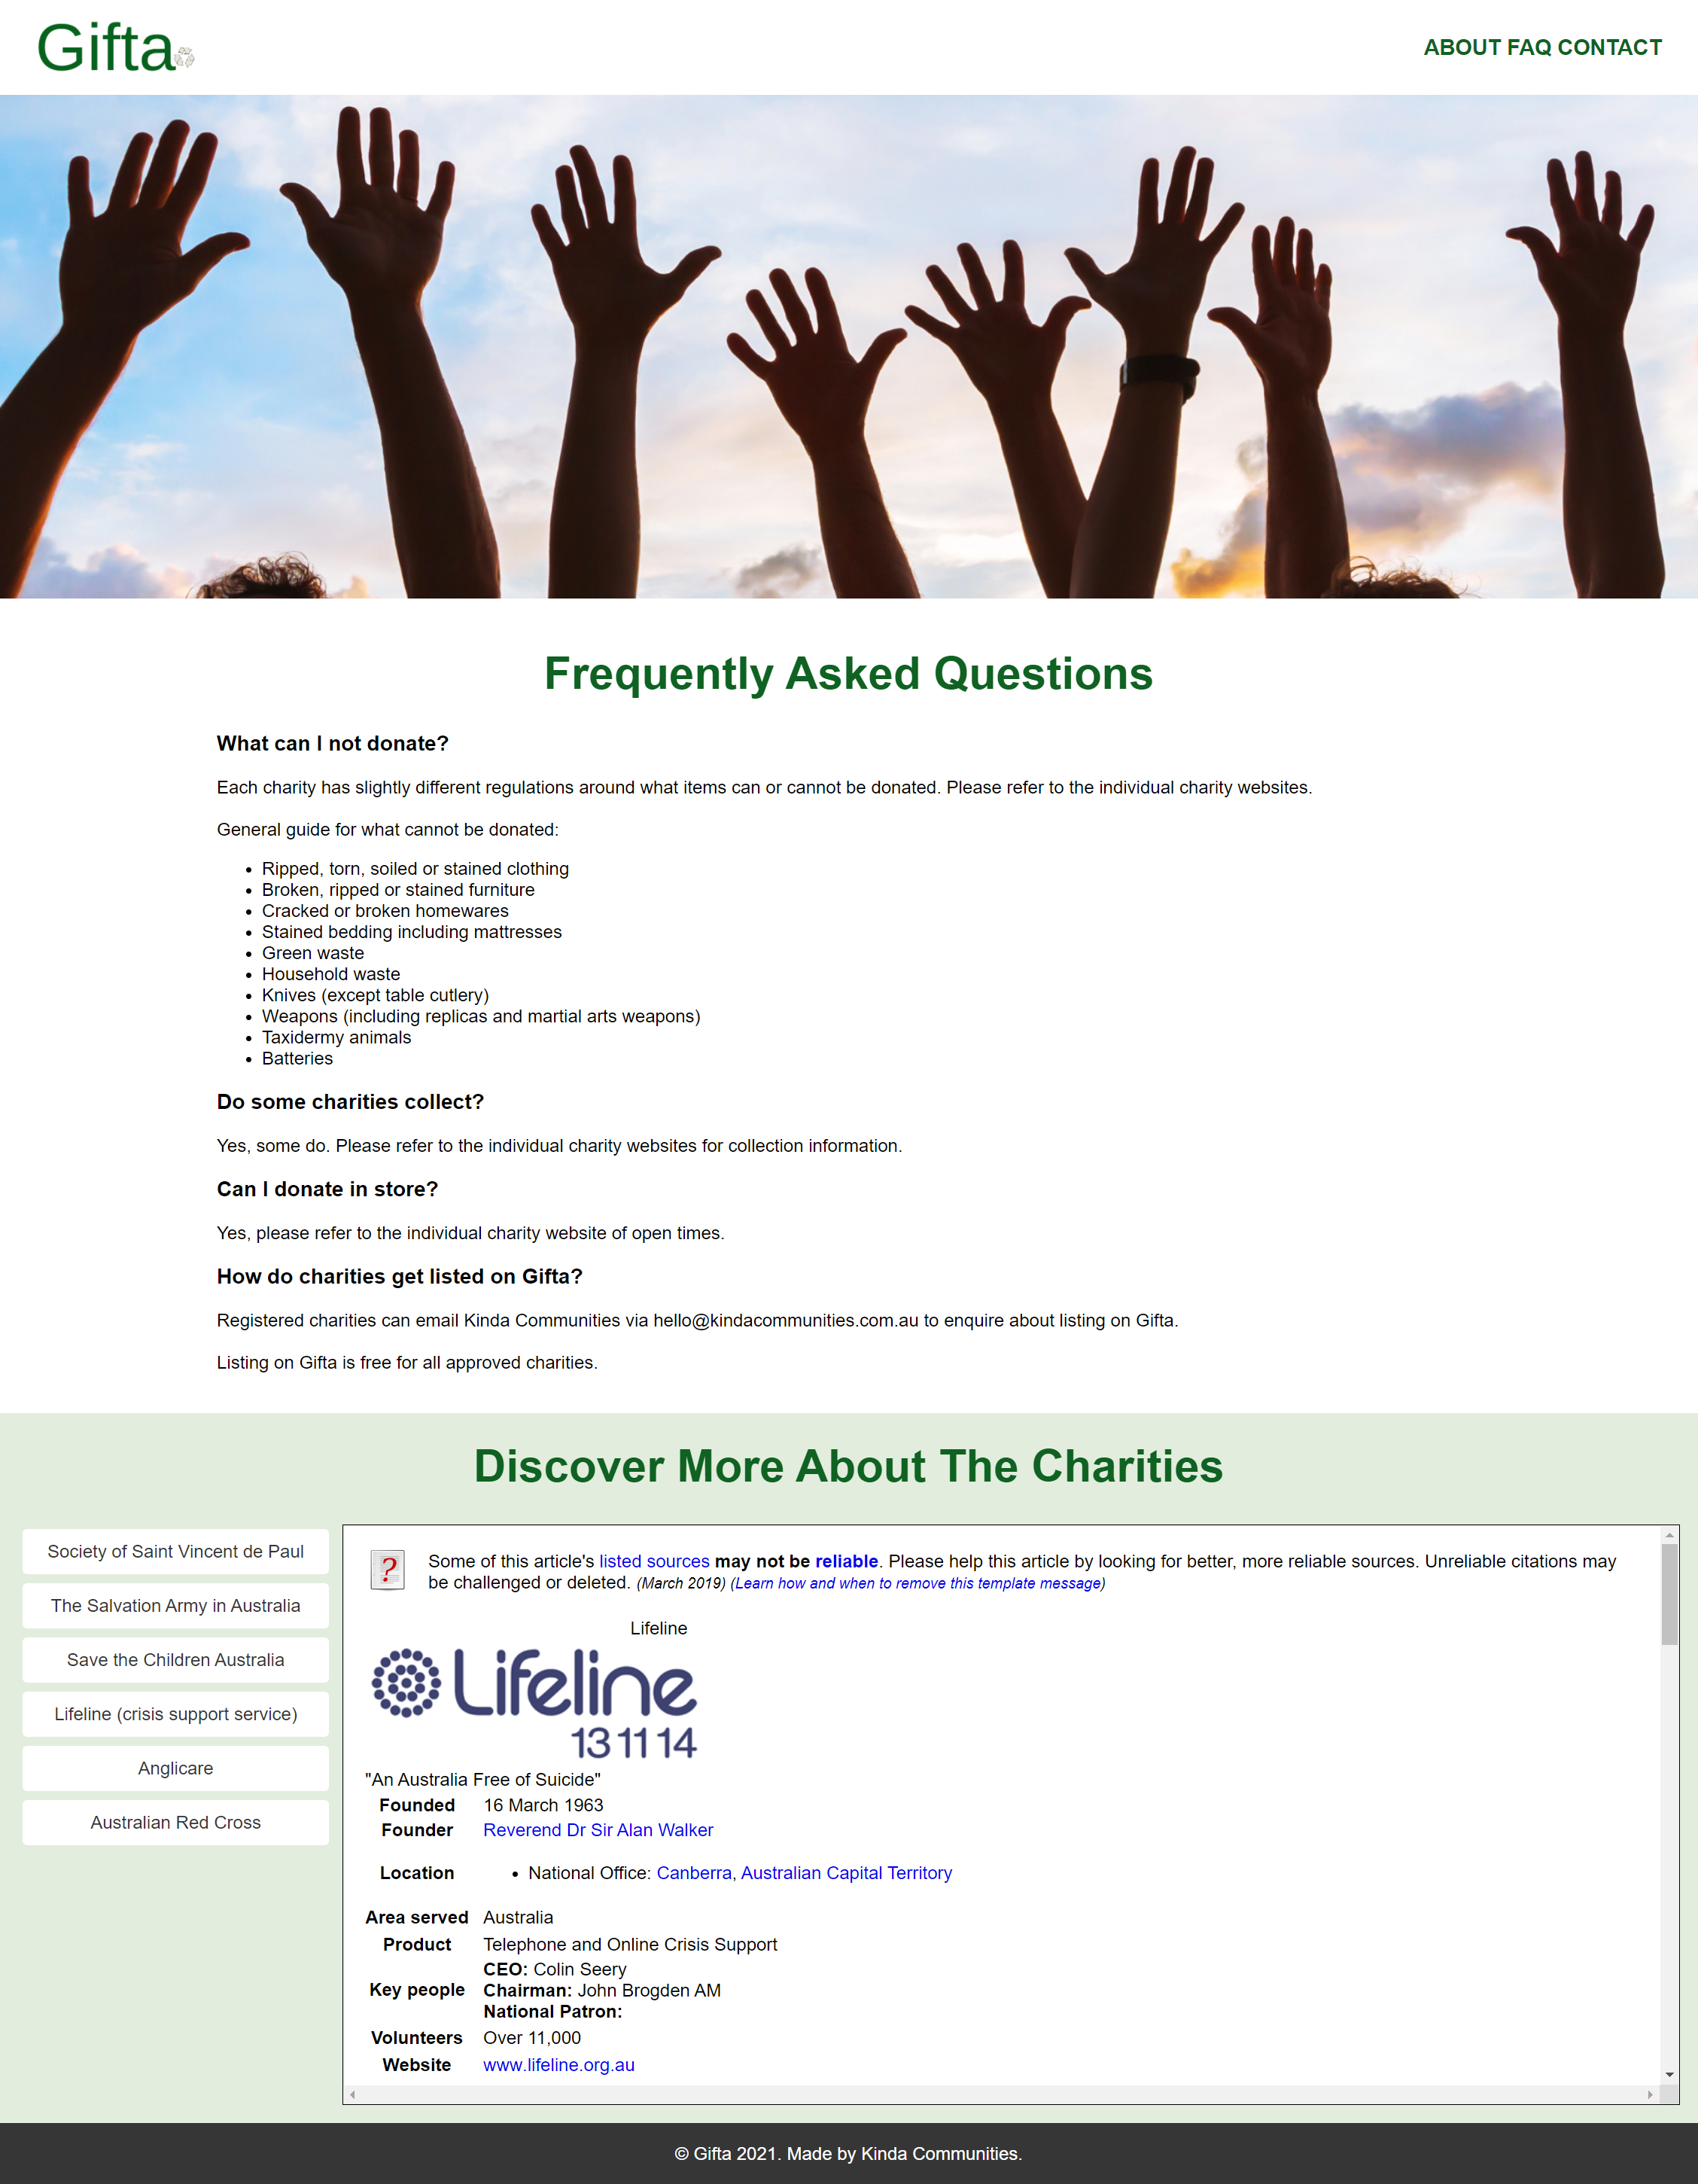 Gifta
ABOUT FAQ CONTACT
Frequently Asked Questions
What can I not donate?
Each charity has slightly different regulations around what items can or cannot be donated. Please refer to the individual charity websites.
General guide for what cannot be donated:
Ripped, torn, soiled or stained clothing
Broken, ripped or stained furniture
Cracked or broken homewares
Stained bedding including mattresses
Green waste
Household waste
Knives (except table cutlery)
Weapons (including replicas and martial arts weapons)
Taxidermy animals
Batteries
Do some charities collect?
Yes, some do. Please refer to the individual charity websites for collection information.
Can I donate in store?
Yes, please refer to the individual charity website of open times.
How do charities get listed on Gifta?
Registered charities can email Kinda Communities via hello@kindacommunities.com.au to enquire about listing on Gifta.
Listing on Gifta is free for all approved charities.
Discover More About The Charities
Society of Saint Vincent de Paul
The Salvation Army in Australia
Save the Children Australia
Lifeline (crisis support service)
Anglicare
Australian Red Cross
?
Some of this article's listed sources may not be reliable. Please help this article by looking for better, more reliable sources. Unreliable citations may
be challenged or deleted. (March 2019) (Learn how and when to remove this template message)
Lifeline
Lifeline
13 11 14
"An Australia Free of Suicide"
Founded 16 March 1963
Founder Reverend Dr Sir Alan Walker
Location National Office: Canberra, Australian Capital Territory
Area served Australia
Product Telephone and Online Crisis Support
CEO: Colin Seery
Key people Chairman: John Brogden AM
National Patron:
Volunteers Over 11,000
Website www.lifeline.org.au
© Gifta 2021. Made by Kinda Communities.